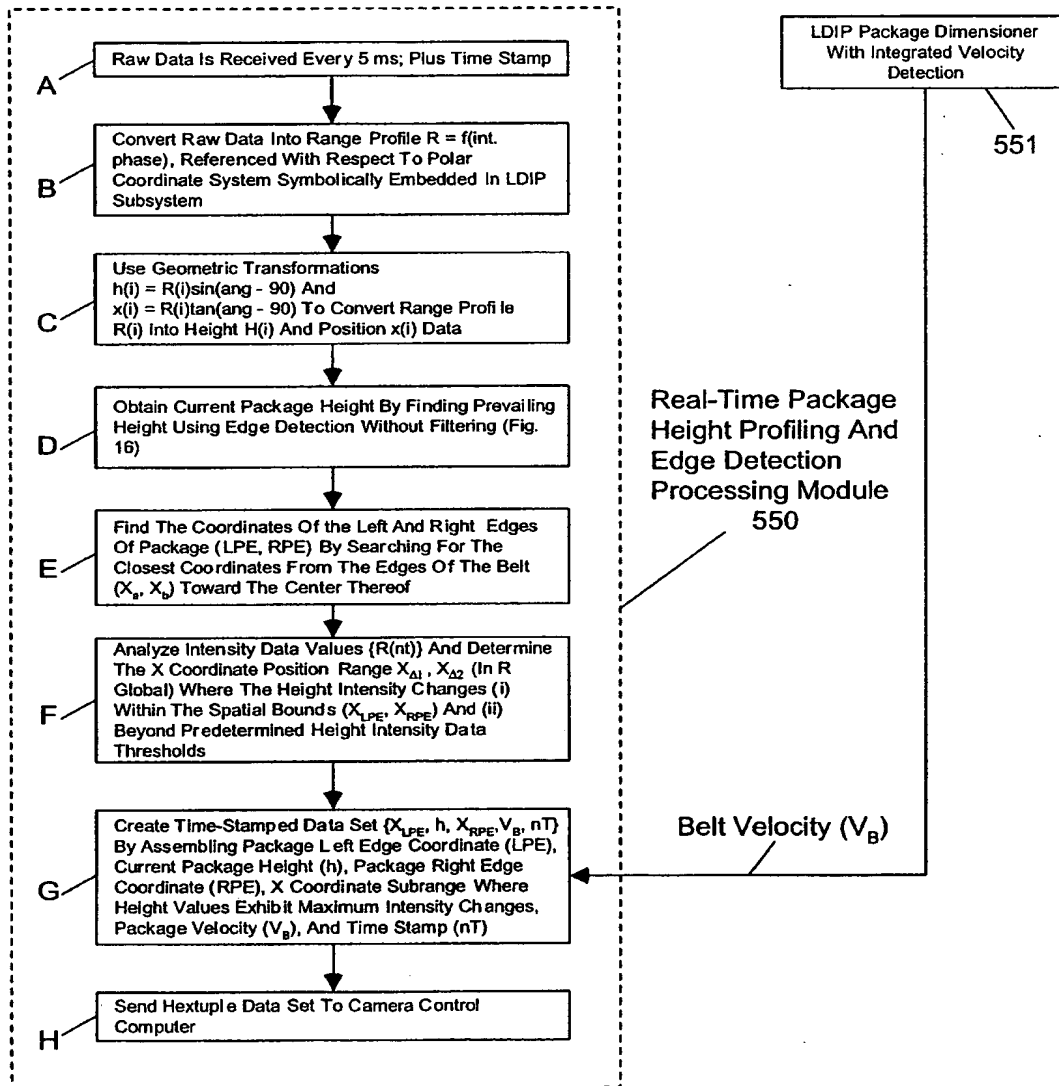 LDIP Package Dimensioner
With Integrated Velocity
Detection
551
A
Raw Data Is Received Every 5 ms; Plus Time Stamp
B
Convert Raw Data Into Range Profile R = f(int.
phase), Referenced With Respect To Polar
Coordinate System Symbolically Embedded In LDIP
Subsystem
C
Use Geometric Transformations
h(i) = R(i)sin(ang - 90) And
x(i) = R(i)tan(ang - 90) To Convert Range Profile
R(i) Into Height H(i) And Position x(i) Data
D
Obtain Current Package Height By Finding Prevailing
Height Using Edge Detection Without Filtering (Fig.
16)
Real-Time Package
Height Profiling And
Edge Detection
Processing Module
550
E
Find The Coordinates Of the Left And Right Edges
Of Package (LPE, RPE) By Searching For The
Closest Coordinates From The Edges Of The Belt
(Xa, Xb) Toward The Center Thereof
F
Analyze Intensity Data Values {R(nt)} And Determine
The X Coordinate Position Range XΔ1, XΔ2 (In R
Global) Where The Height Intensity Changes (i)
Within The Spatial Bounds (XLPE, XRPE) And (ii)
Beyond Predetermined Height Intensity Data
Thresholds
G
Create Time-Stamped Data Set {XLPE, h, XRPE, VB, nT}
By Assembling Package Left Edge Coordinate (LPE),
Current Package Height (h), Package Right Edge
Coordinate (RPE), X Coordinate Subrange Where
Height Values Exhibit Maximum Intensity Changes,
Package Velocity (VB), And Time Stamp (nT)
Belt Velocity (VB)
H
Send Hextuple Data Set To Camera Control
Computer